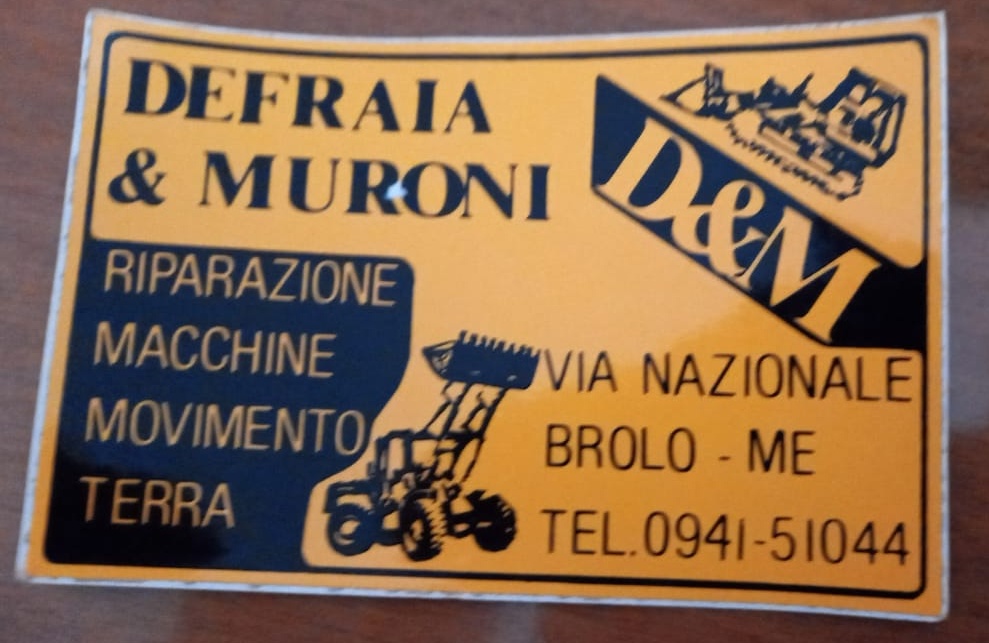 DEFRAIA
& MURONI
D&M
RIPARAZIONE
MACCHINE
MOVIMENTO
TERRA
VIA NAZIONALE
BROLO - ME
TEL.0941-51044